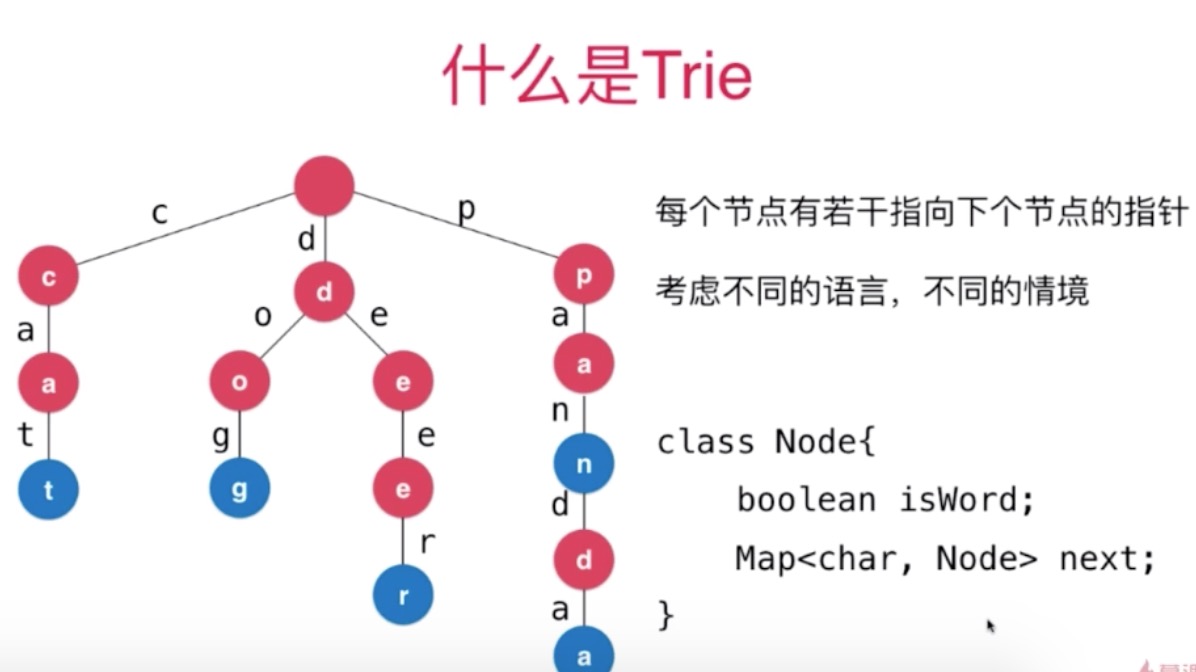 什么是Trie
c
d
p
c
d
p
a
o
e
a
a
o
e
a
t
g
e
n
t
g
e
n
r
d
r
d
a
a
每个节点有若干指向下个节点的指针
考虑不同的语言，不同的情境
class Node{
boolean isWord;
Map<char, Node> next;
}